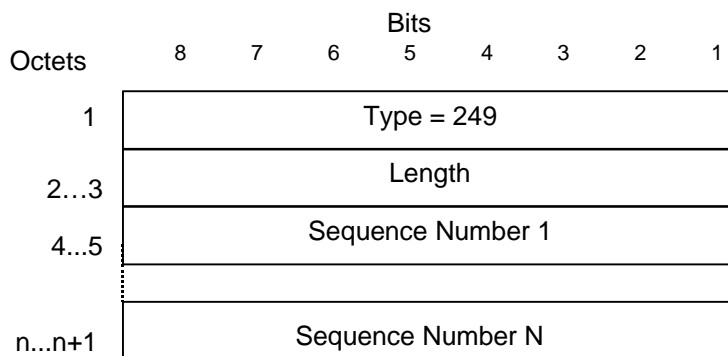 Bits
Octets 8 7 6 5 4 3 2 1
1 Type = 249
2…3 Length
4...5 Sequence Number 1
n...n+1 Sequence Number N